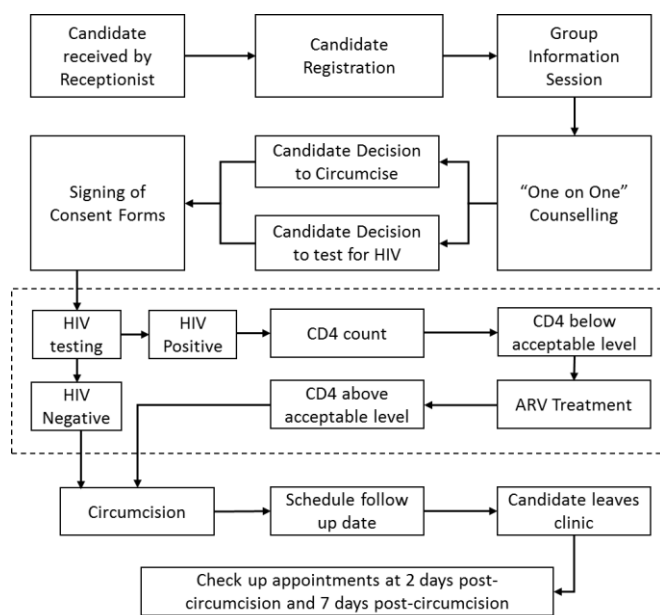 Candidate
received by
Receptionist
Candidate
Registration
Group
Information
Session
Signing of
Consent Forms
Candidate Decision
to Circumcise
Candidate Decision
to test for HIV
“One on One”
Counselling
HIV
testing
HIV
Positive
CD4 count
CD4 below
acceptable level
HIV
Negative
CD4 above
acceptable level
ARV Treatment
Circumcision
Schedule follow
up date
Candidate leaves
clinic
Check up appointments at 2 days post-
circumcision and 7 days post-circumcision